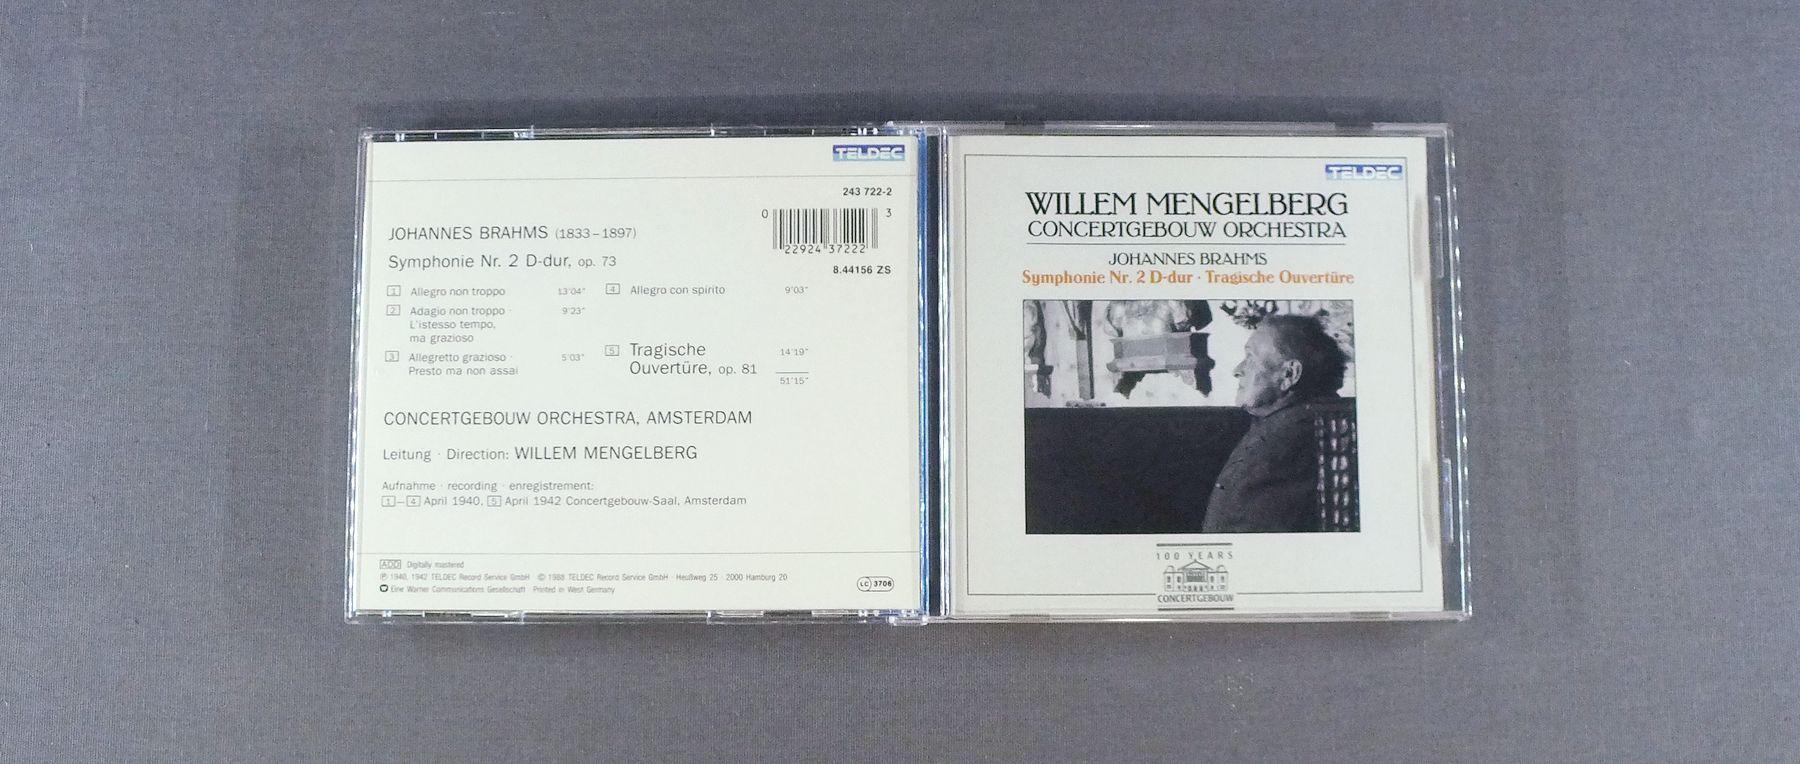 TELDEC
243 722-2
0 22924 37222 3
8.44156 ZS
JOHANNES BRAHMS (1833–1897)
Symphonie Nr. 2 D-dur, op. 73
1 Allegro non troppo 13'04"
2 Adagio non troppo · 9'23"
L'istesso tempo,
ma grazioso
3 Allegretto grazioso · 5'03"
Presto ma non assai
4 Allegro con spirito 9'03"
5 Tragische 14'19"
Ouvertüre, op. 81
51'15"
CONCERTGEBOUW ORCHESTRA, AMSTERDAM
Leitung · Direction: WILLEM MENGELBERG
Aufnahme · recording · enregistrement:
1–4 April 1940, 5 April 1942 Concertgebouw-Saal, Amsterdam
ADD Digitally mastered
℗ 1940, 1942 TELDEC Record Service GmbH · © 1988 TELDEC Record Service GmbH · Heußweg 25 · 2000 Hamburg 20
Eine Warner Communications Gesellschaft · Printed in West Germany
LC 3706
TELDEC
WILLEM MENGELBERG
CONCERTGEBOUW ORCHESTRA
JOHANNES BRAHMS
Symphonie Nr. 2 D-dur · Tragische Ouvertüre
100 YEARS
CONCERTGEBOUW